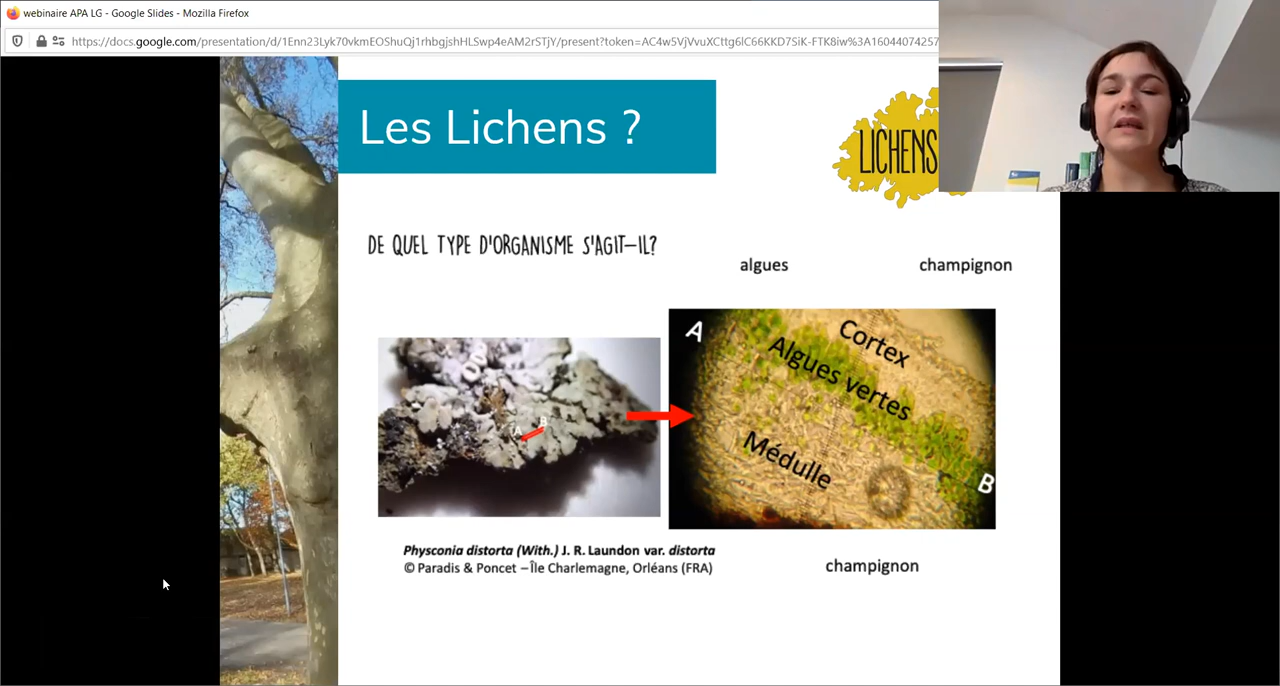 webinaire APA LG - Google Slides - Mozilla Firefox
https://docs.google.com/presentation/d/1Enn23Lyk70vkmEOShuQj1rhbgjshHLSwp4eAM2rSTjY/present?token=AC4w5VjVvuXCttg6lC66KKD7SiK-FTK8iw%3A16044074257
Les Lichens ?
LICHENS
DE QUEL TYPE D'ORGANISME S'AGIT-IL?
algues
champignon
A
B
A
Cortex
Algues vertes
Médulle
B
Physconia distorta (With.) J. R. Laundon var. distorta
© Paradis & Poncet – Île Charlemagne, Orléans (FRA)
champignon